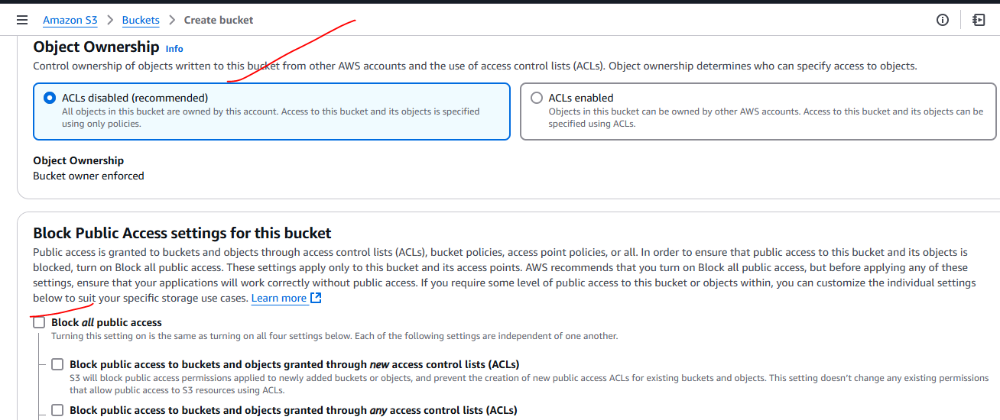 Amazon S3 > Buckets > Create bucket
Object Ownership Info
Control ownership of objects written to this bucket from other AWS accounts and the use of access control lists (ACLs). Object ownership determines who can specify access to objects.
ACLs disabled (recommended)
All objects in this bucket are owned by this account. Access to this bucket and its objects is specified
using only policies.
ACLs enabled
Objects in this bucket can be owned by other AWS accounts. Access to this bucket and its objects can be
specified using ACLs.
Object Ownership
Bucket owner enforced
Block Public Access settings for this bucket
Public access is granted to buckets and objects through access control lists (ACLs), bucket policies, access point policies, or all. In order to ensure that public access to this bucket and its objects is
blocked, turn on Block all public access. These settings apply only to this bucket and its access points. AWS recommends that you turn on Block all public access, but before applying any of these
settings, ensure that your applications will work correctly without public access. If you require some level of public access to this bucket or objects within, you can customize the individual settings
below to suit your specific storage use cases. Learn more
Block all public access
Turning this setting on is the same as turning on all four settings below. Each of the following settings are independent of one another.
Block public access to buckets and objects granted through new access control lists (ACLs)
S3 will block public access permissions applied to newly added buckets or objects, and prevent the creation of new public access ACLs for existing buckets and objects. This setting doesn't change any existing permissions
that allow public access to S3 resources using ACLs.
Block public access to buckets and objects granted through any access control lists (ACLs)